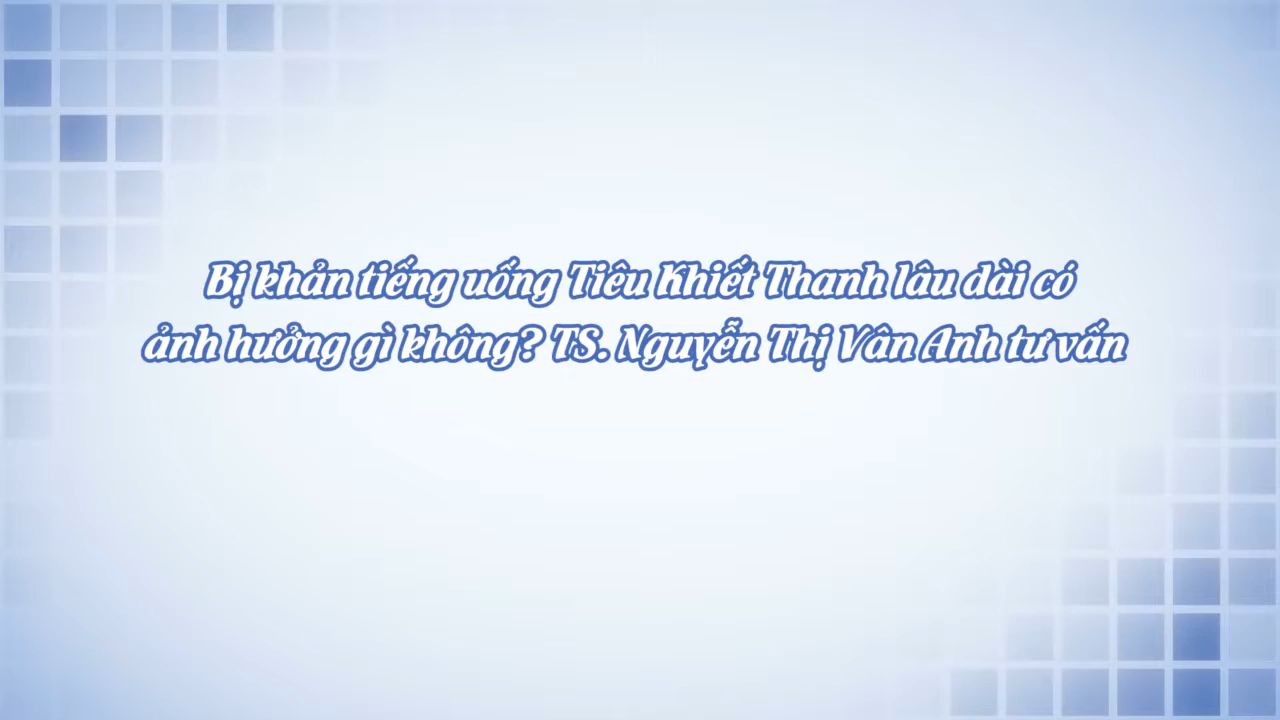 Bị khản tiếng uống Tiêu Khiết Thanh lâu dài có
ảnh hưởng gì không? TS. Nguyễn Thị Vân Anh tư vấn